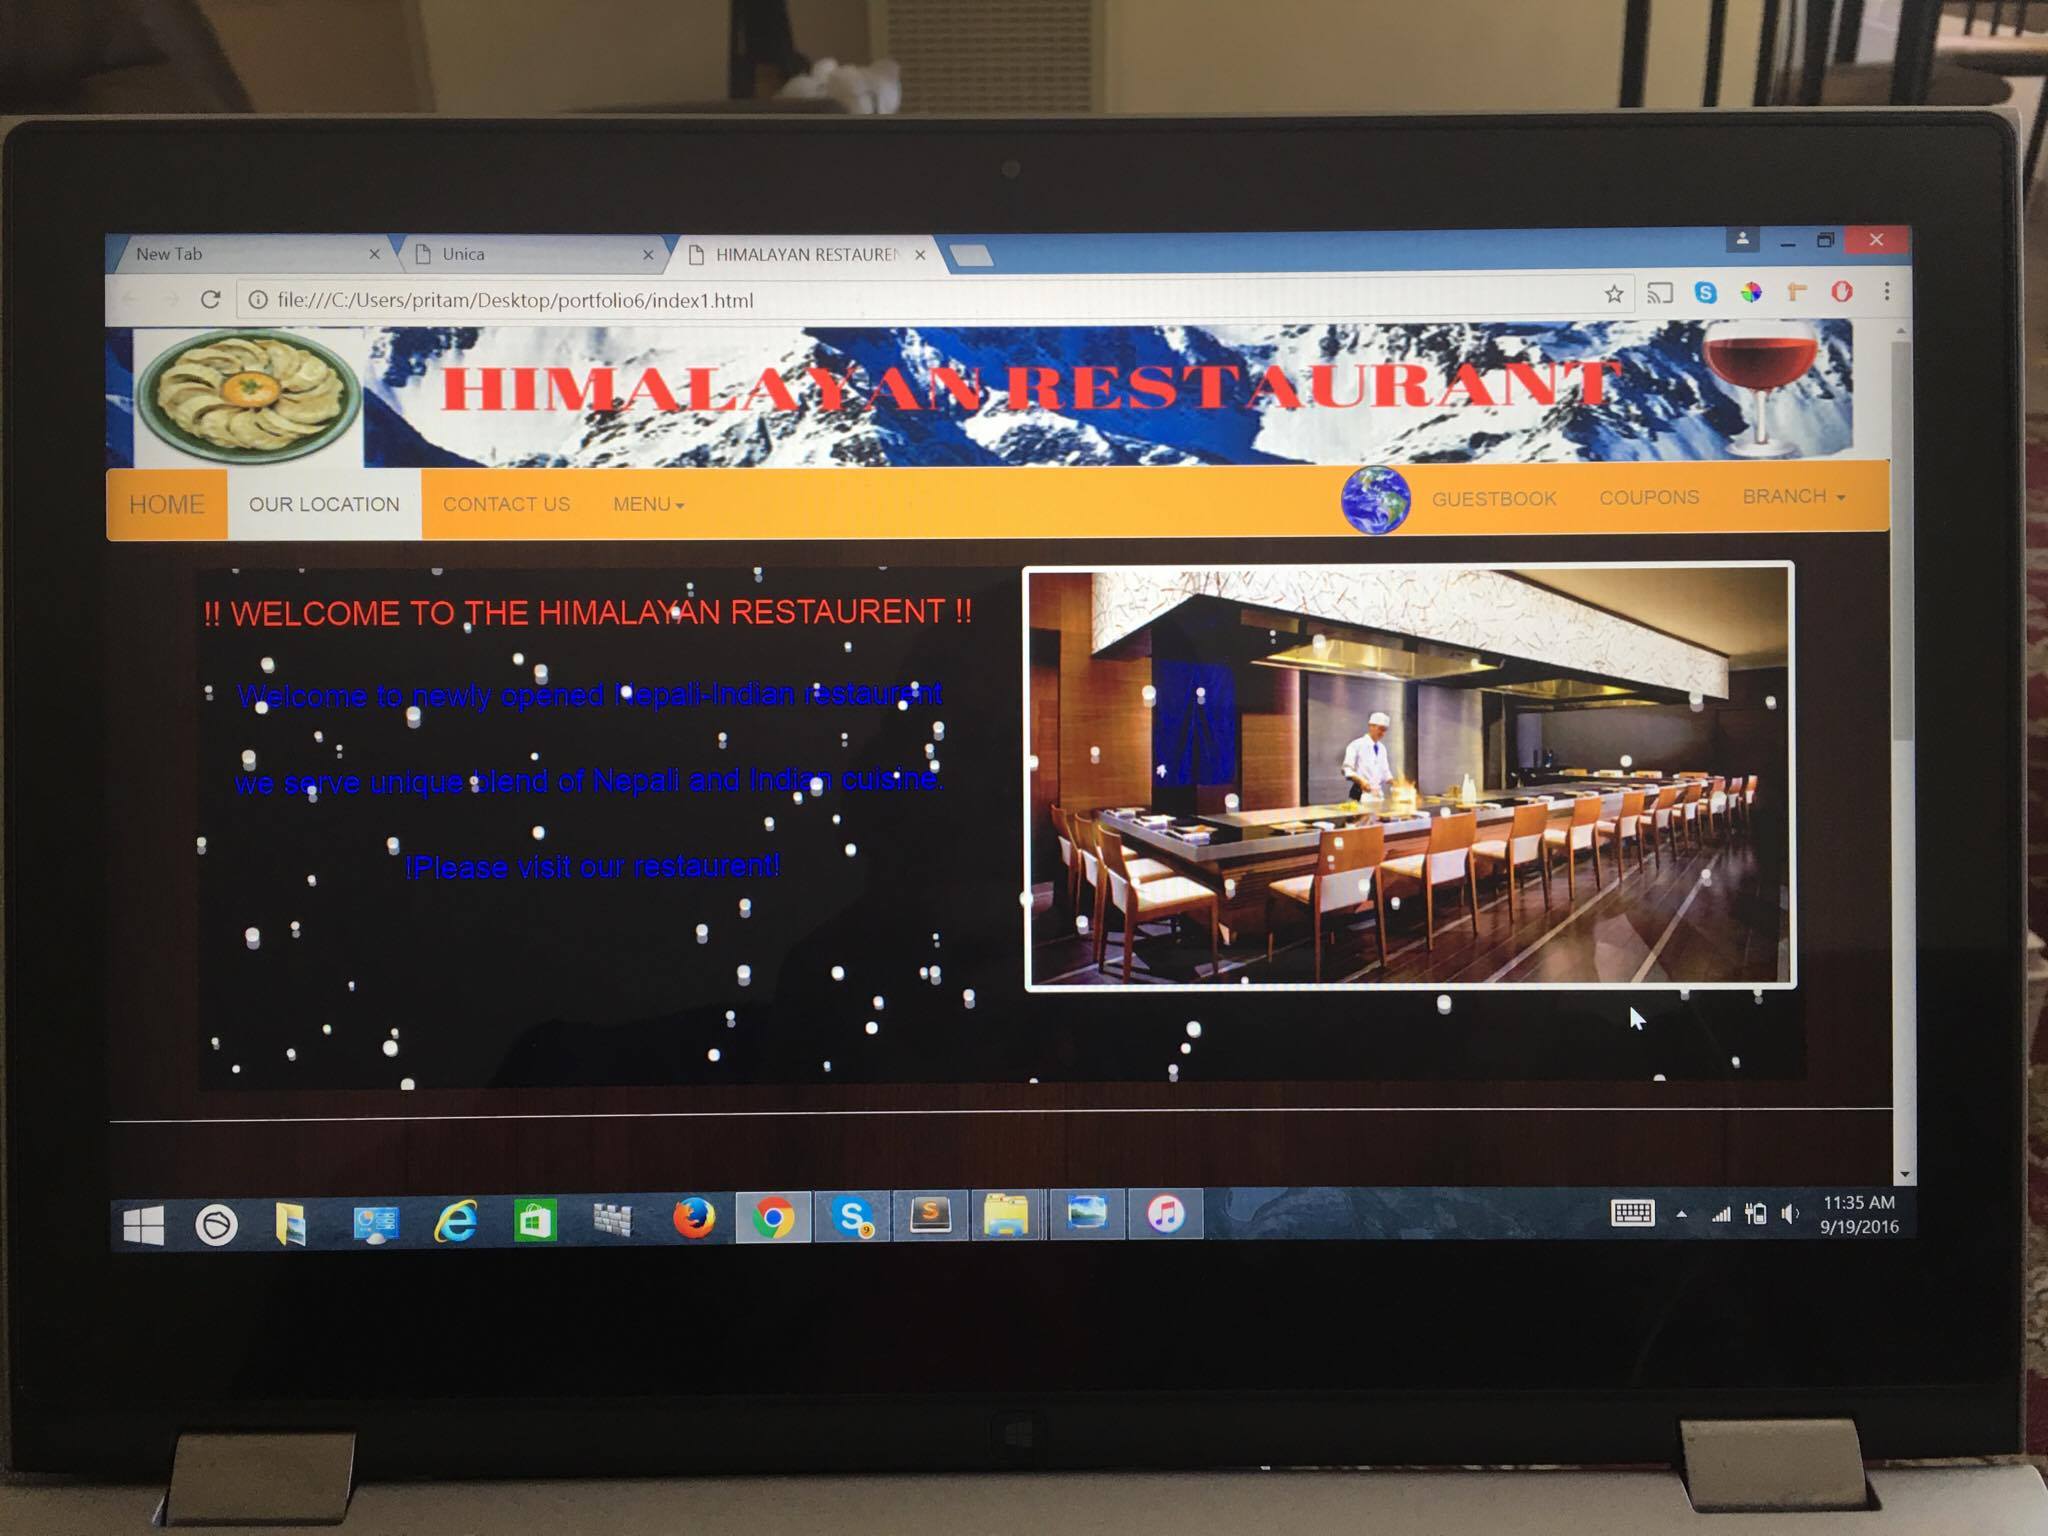 New Tab
Unica
HIMALAYAN RESTAUREN
file:///C:/Users/pritam/Desktop/portfolio6/index1.html
HIMALAYAN RESTAURANT
HOME OUR LOCATION CONTACT US MENU GUESTBOOK COUPONS BRANCH
!! WELCOME TO THE HIMALAYAN RESTAURENT !!
Welcome to newly opened Nepali-Indian restaurent
we serve unique blend of Nepali and Indian cuisine.
!Please visit our restaurent!
11:35 AM
9/19/2016